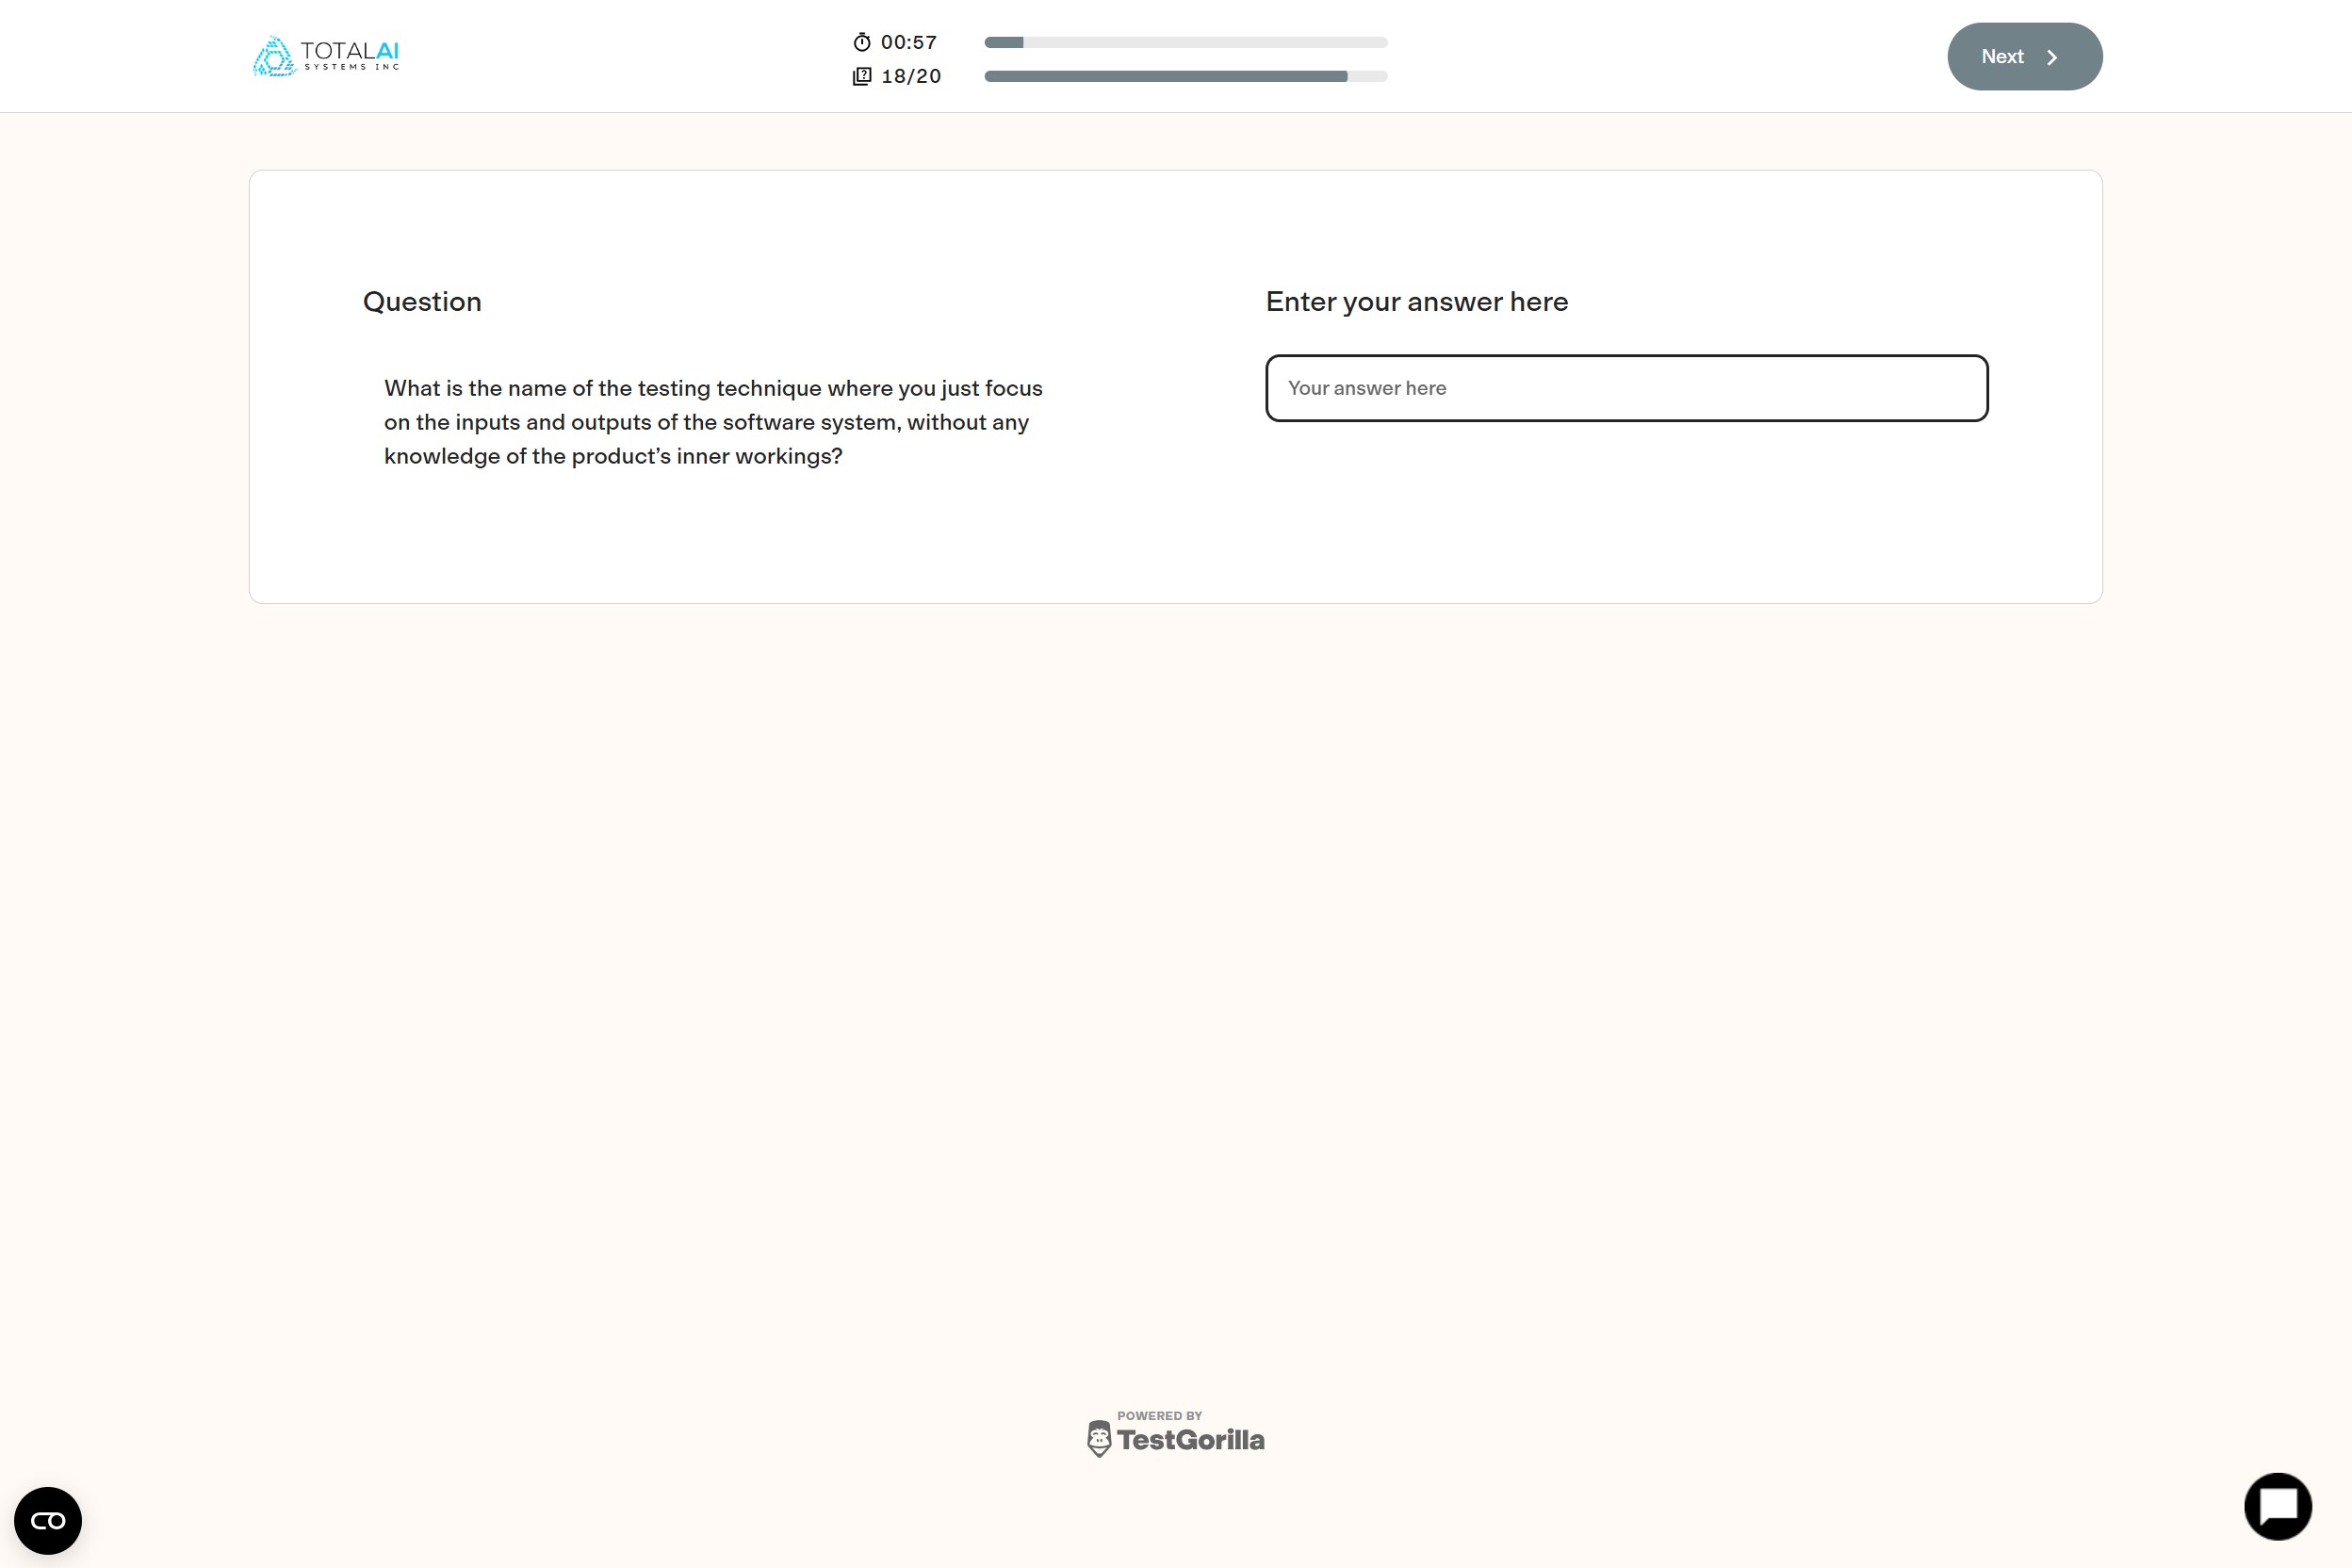 TOTALAI
SYSTEMS INC
00:57
18/20
Next
Question
What is the name of the testing technique where you just focus
on the inputs and outputs of the software system, without any
knowledge of the product’s inner workings?
Enter your answer here
Your answer here
POWERED BY
TestGorilla